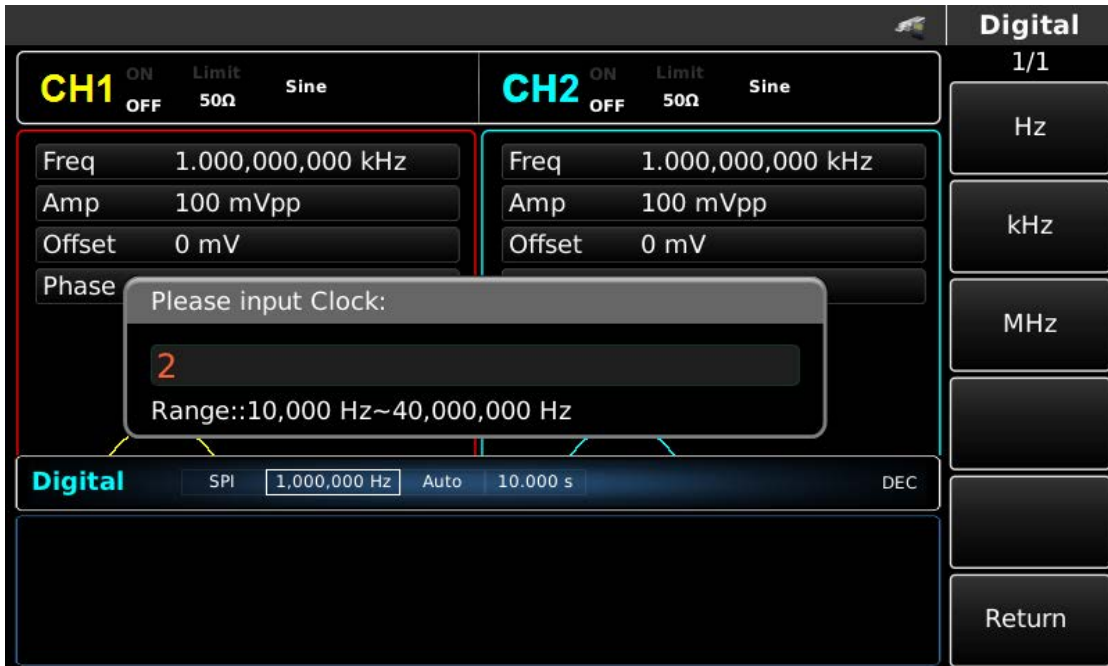 Digital
1/1
CH1 ON OFF Limit 50Ω Sine
CH2 ON OFF Limit 50Ω Sine
Freq 1.000,000,000 kHz
Amp 100 mVpp
Offset 0 mV
Phase
Freq 1.000,000,000 kHz
Amp 100 mVpp
Offset 0 mV
Please input Clock:
2
Range::10,000 Hz~40,000,000 Hz
Digital SPI 1,000,000 Hz Auto 10.000 s DEC
Hz
kHz
MHz
Return